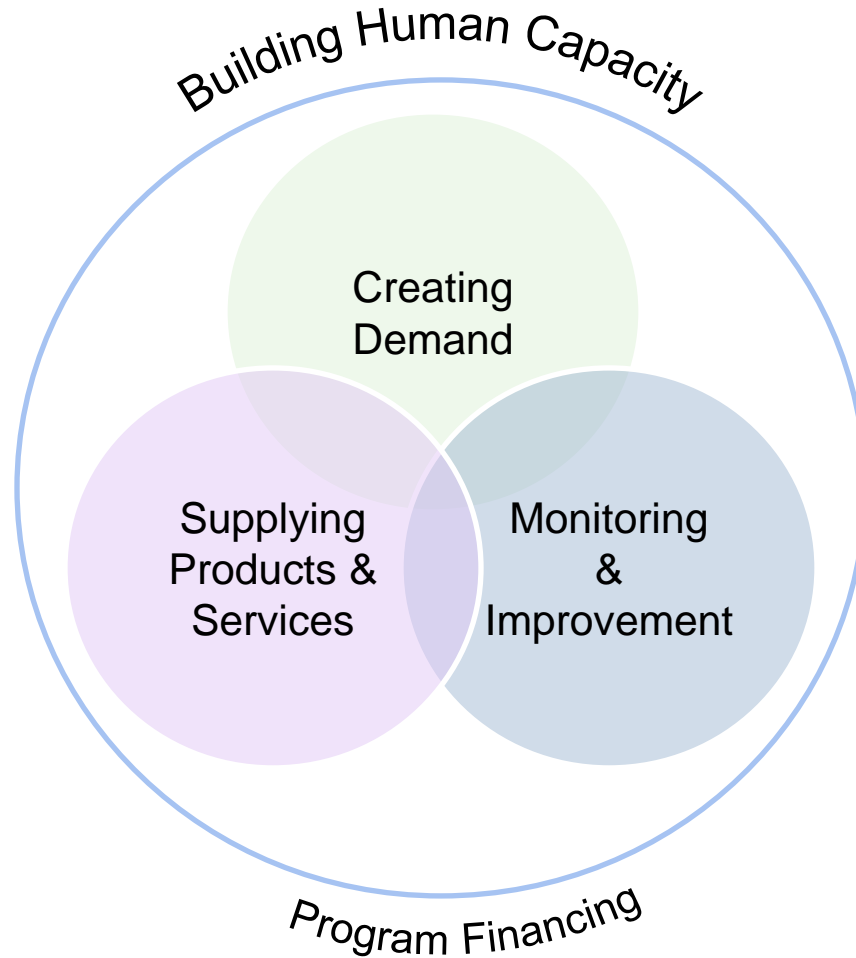 Building Human Capacity
Creating
Demand
Supplying
Products &
Services
Monitoring
&
Improvement
Program Financing